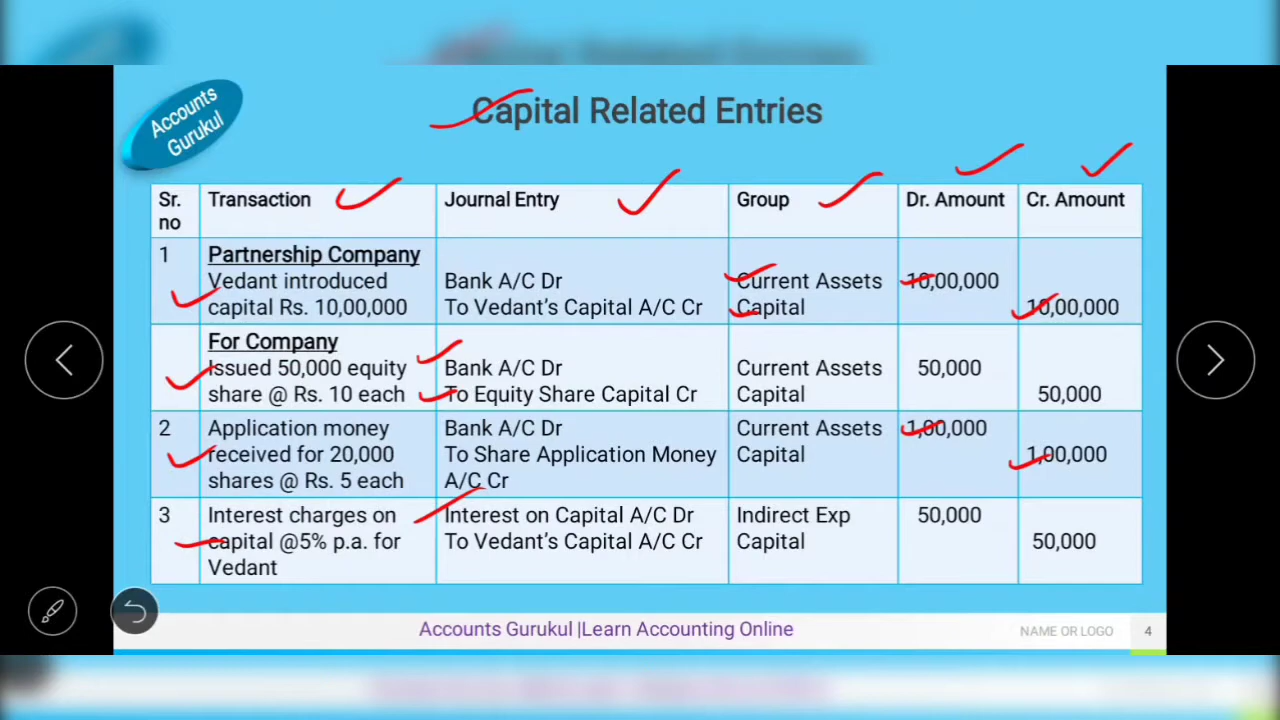 Accounts
Gurukul
Capital Related Entries
Sr.
no
Transaction
Journal Entry
Group
Dr. Amount
Cr. Amount
1
Partnership Company
Vedant introduced
capital Rs. 10,00,000
Bank A/C Dr
To Vedant's Capital A/C Cr
Current Assets
Capital
10,00,000
10,00,000
For Company
Issued 50,000 equity
share @ Rs. 10 each
Bank A/C Dr
To Equity Share Capital Cr
Current Assets
Capital
50,000
50,000
2
Application money
received for 20,000
shares @ Rs. 5 each
Bank A/C Dr
To Share Application Money
A/C Cr
Current Assets
Capital
1,00,000
1,00,000
3
Interest charges on
capital @5% p.a. for
Vedant
Interest on Capital A/C Dr
To Vedant's Capital A/C Cr
Indirect Exp
Capital
50,000
50,000
Accounts Gurukul |Learn Accounting Online
NAME OR LOGO
4